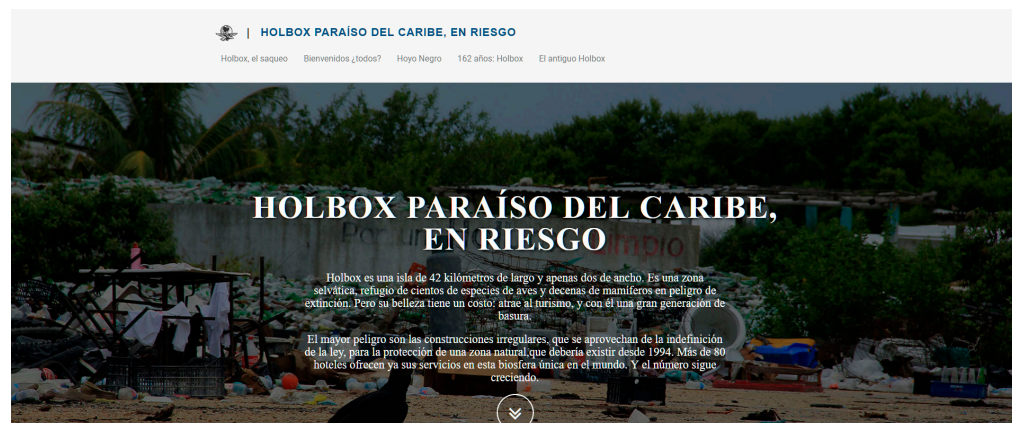 | HOLBOX PARAÍSO DEL CARIBE, EN RIESGO
Holbox, el saqueo Bienvenidos ¿todos? Hoyo Negro 162 años: Holbox El antiguo Holbox
HOLBOX PARAÍSO DEL CARIBE,
EN RIESGO
Holbox es una isla de 42 kilómetros de largo y apenas dos de ancho. Es una zona
selvática, refugio de cientos de especies de aves y decenas de mamíferos en peligro de
extinción. Pero su belleza tiene un costo: atrae al turismo, y con él una gran generación de
basura.
El mayor peligro son las construcciones irregulares, que se aprovechan de la indefinición
de la ley, para la protección de una zona natural,que debería existir desde 1994. Más de 80
hoteles ofrecen ya sus servicios en esta biosfera única en el mundo. Y el número sigue
creciendo.